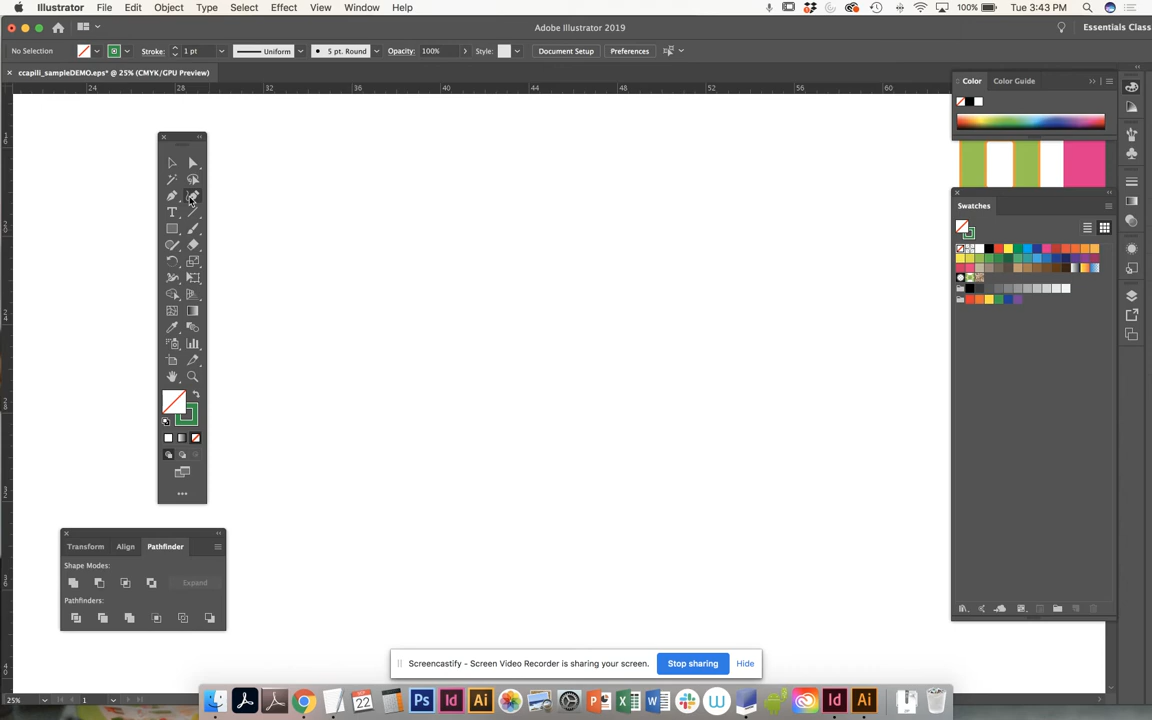 Illustrator File Edit Object Type Select Effect View Window Help
100% Tue 3:43 PM
Adobe Illustrator 2019
Essentials Class
No Selection Stroke: 1 pt Uniform 5 pt. Round Opacity: 100% Style: Document Setup Preferences
ccapili_sampleDEMO.eps* @ 25% (CMYK/GPU Preview)
24 28 32 36 40 44 48 52 56 60
Color Color Guide
Swatches
Transform Align Pathfinder
Shape Modes:
Expand
Pathfinders:
Screencastify - Screen Video Recorder is sharing your screen. Stop sharing Hide
25% 1